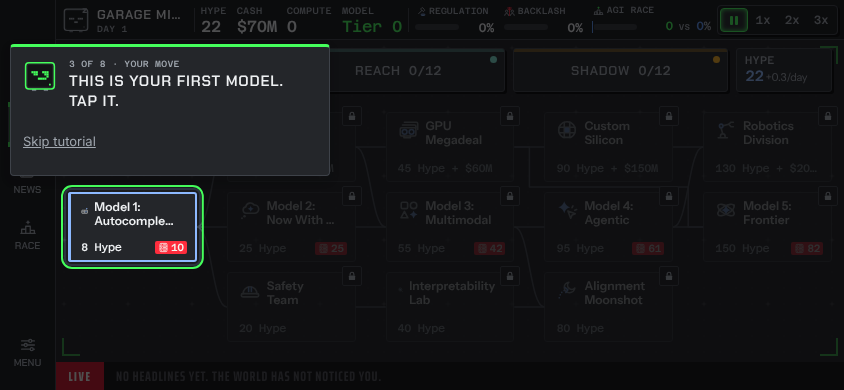 GARAGE MI...
DAY 1
HYPE
22
CASH
$70M
COMPUTE
0
MODEL
Tier 0
REGULATION
0%
BACKLASH
0%
AGI RACE
0 vs 0%
1x
2x
3x
3 OF 8 · YOUR MOVE
THIS IS YOUR FIRST MODEL.
TAP IT.
Skip tutorial
REACH 0/12
SHADOW 0/12
HYPE
22 +0.3/day
GPU
Megadeal
45 Hype + $60M
Custom
Silicon
90 Hype + $150M
Robotics
Division
130 Hype + $20...
NEWS
RACE
MENU
Model 1:
Autocomple...
8 Hype
10
Model 2:
Now With ...
25 Hype
25
Model 3:
Multimodal
55 Hype
42
Model 4:
Agentic
95 Hype
61
Model 5:
Frontier
150 Hype
82
Safety
Team
20 Hype
Interpretability
Lab
40 Hype
Alignment
Moonshot
80 Hype
LIVE
NO HEADLINES YET. THE WORLD HAS NOT NOTICED YOU.